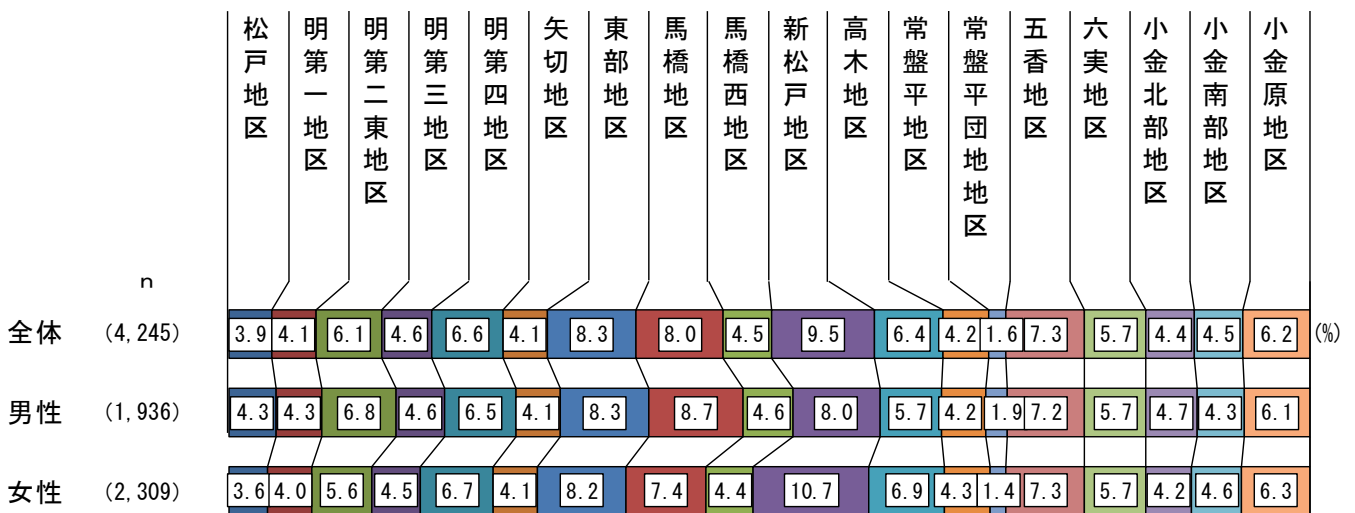 松戸地区
明第一地区
明第二東地区
明第三地区
明第四地区
矢切地区
東部地区
馬橋地区
馬橋西地区
新松戸地区
高木地区
常盤平地区
常盤平団地地区
五香地区
六実地区
小金北部地区
小金南部地区
小金原地区
n
全体 (4,245) 3.9 4.1 6.1 4.6 6.6 4.1 8.3 8.0 4.5 9.5 6.4 4.2 1.6 7.3 5.7 4.4 4.5 6.2 (%)
男性 (1,936) 4.3 4.3 6.8 4.6 6.5 4.1 8.3 8.7 4.6 8.0 5.7 4.2 1.9 7.2 5.7 4.7 4.3 6.1
女性 (2,309) 3.6 4.0 5.6 4.5 6.7 4.1 8.2 7.4 4.4 10.7 6.9 4.3 1.4 7.3 5.7 4.2 4.6 6.3